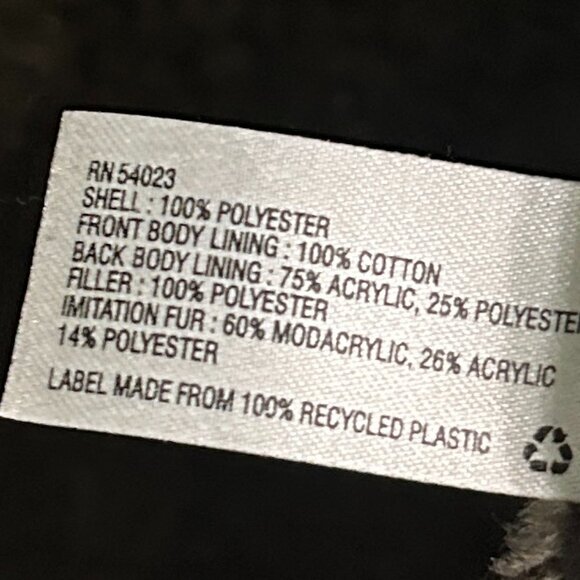 RN 54023
SHELL : 100% POLYESTER
FRONT BODY LINING : 100% COTTON
BACK BODY LINING : 75% ACRYLIC, 25% POLYESTER
FILLER : 100% POLYESTER
IMITATION FUR : 60% MODACRYLIC, 26% ACRYLIC
14% POLYESTER
LABEL MADE FROM 100% RECYCLED PLASTIC